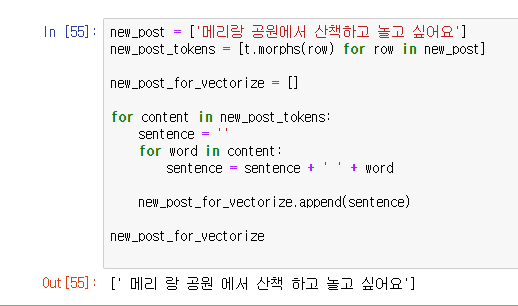 In [55]: new_post = ['메리랑 공원에서 산책하고 놓고 싶어요']
new_post_tokens = [t.morphs(row) for row in new_post]
new_post_for_vectorize = []
for content in new_post_tokens:
sentence = ''
for word in content:
sentence = sentence + ' ' + word
new_post_for_vectorize.append(sentence)
new_post_for_vectorize
Out[55]: [' 메리 랑 공원 에서 산책 하고 놓고 싶어요']